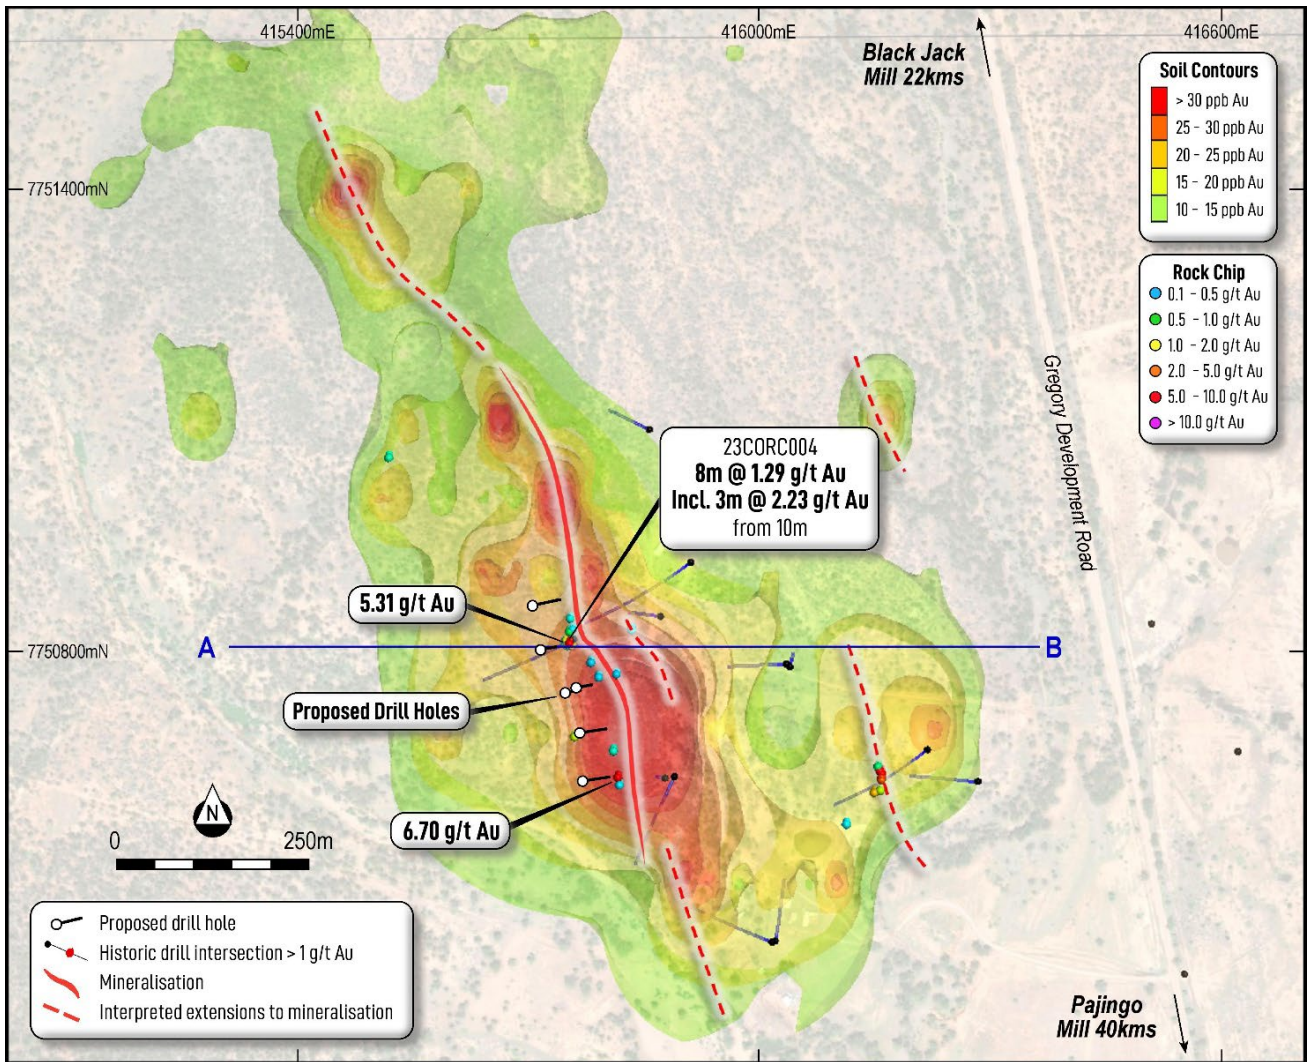 415400mE
416000mE
416600mE
Black Jack
Mill 22kms
Soil Contours
> 30 ppb Au
25 - 30 ppb Au
20 - 25 ppb Au
15 - 20 ppb Au
10 - 15 ppb Au
7751400mN
Rock Chip
0.1 - 0.5 g/t Au
0.5 - 1.0 g/t Au
1.0 - 2.0 g/t Au
2.0 - 5.0 g/t Au
5.0 - 10.0 g/t Au
> 10.0 g/t Au
Gregory Development Road
23CORC004
8m @ 1.29 g/t Au
Incl. 3m @ 2.23 g/t Au
from 10m
5.31 g/t Au
7750800mN
A
B
Proposed Drill Holes
N
0
250m
6.70 g/t Au
Proposed drill hole
Historic drill intersection > 1 g/t Au
Mineralisation
Interpreted extensions to mineralisation
Pajingo
Mill 40kms